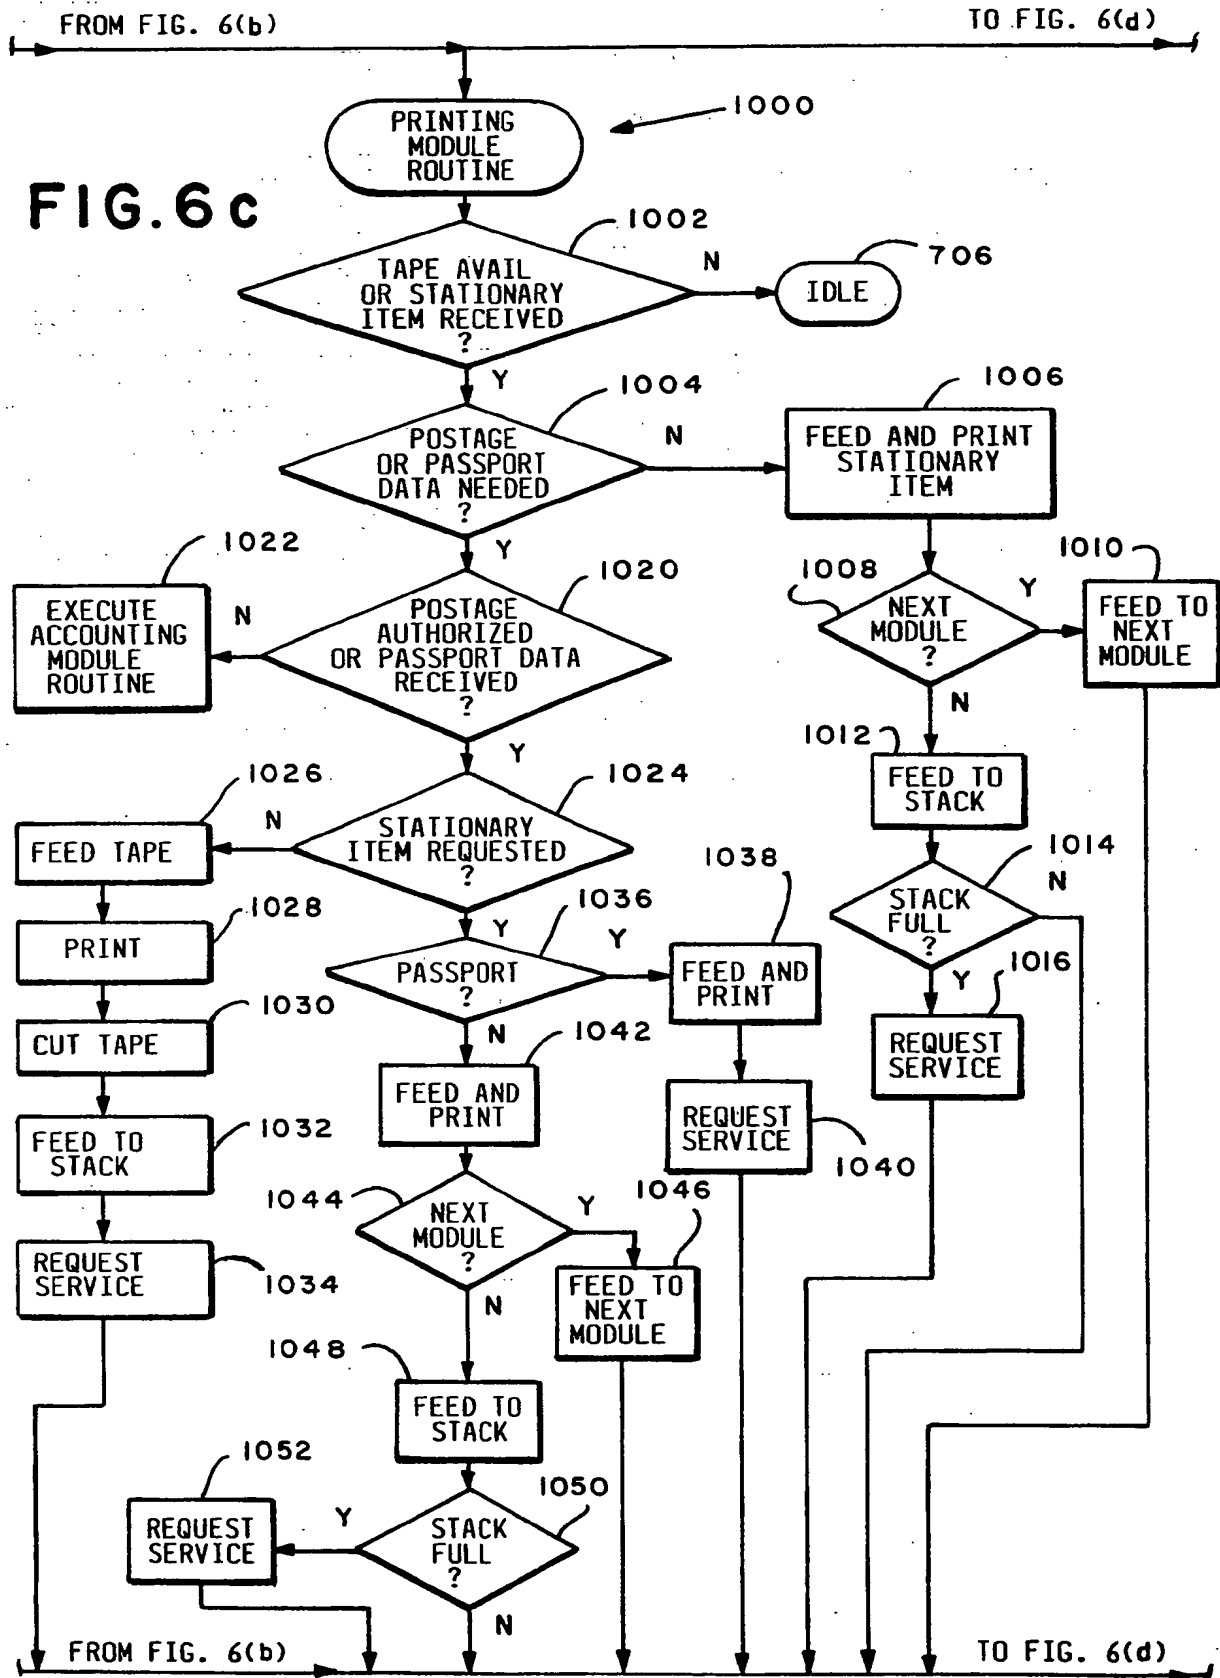 FROM FIG. 6(b)
TO FIG. 6(d)
PRINTING
MODULE
ROUTINE
1000
FIG. 6c
1002
TAPE AVAIL
OR STATIONARY
ITEM RECEIVED
?
N
706
IDLE
Y
1004
POSTAGE
OR PASSPORT
DATA NEEDED
?
N
1006
FEED AND PRINT
STATIONARY
ITEM
Y
1022
EXECUTE
ACCOUNTING
MODULE
ROUTINE
N
1020
POSTAGE
AUTHORIZED
OR PASSPORT DATA
RECEIVED
?
1008
NEXT
MODULE
?
Y
1010
FEED TO
NEXT
MODULE
N
Y
1012
FEED TO
STACK
1026
FEED TAPE
N
1024
STATIONARY
ITEM REQUESTED
?
1014
STACK
FULL
?
N
1028
PRINT
Y
1036
PASSPORT
?
Y
1038
FEED AND
PRINT
Y
1016
REQUEST
SERVICE
1030
CUT TAPE
N
1042
FEED AND
PRINT
1032
FEED TO
STACK
REQUEST
SERVICE
1040
1034
REQUEST
SERVICE
1044
NEXT
MODULE
?
Y
1046
FEED TO
NEXT
MODULE
N
1048
FEED TO
STACK
1052
REQUEST
SERVICE
Y
1050
STACK
FULL
?
N
FROM FIG. 6(b)
TO FIG. 6(d)